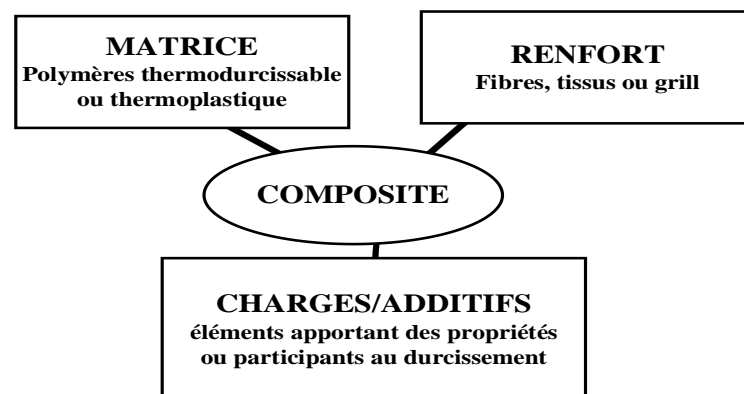 MATRICE
Polymères thermodurcissable
ou thermoplastique
RENFORT
Fibres, tissus ou grill
COMPOSITE
CHARGES/ADDITIFS
éléments apportant des propriétés
ou participants au durcissement